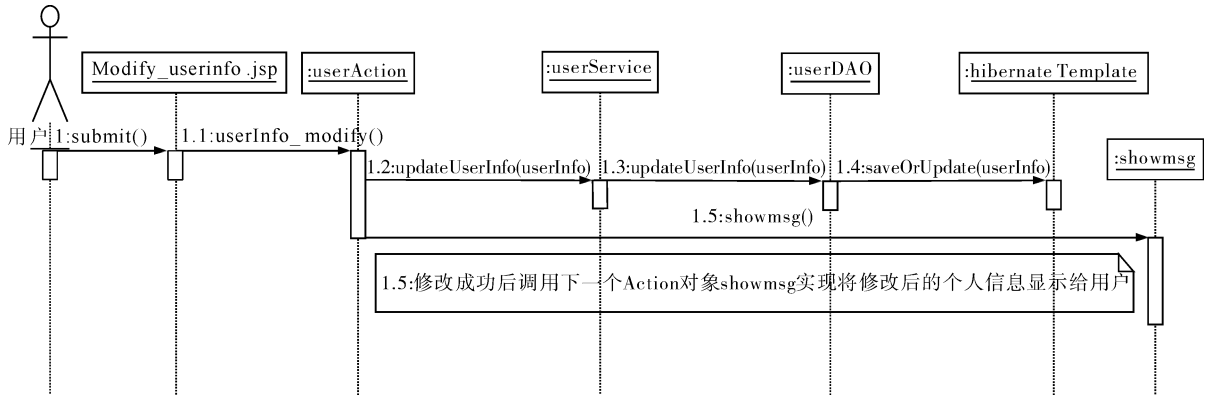 Modify_userinfo .jsp
:userAction
:userService
:userDAO
:hibernate Template
用户
1:submit()
1.1:userInfo_ modify()
1.2:updateUserInfo(userInfo)
1.3:updateUserInfo(userInfo)
1.4:saveOrUpdate(userInfo)
:showmsg
1.5:showmsg()
1.5:修改成功后调用下一个Action对象showmsg实现将修改后的个人信息显示给用户